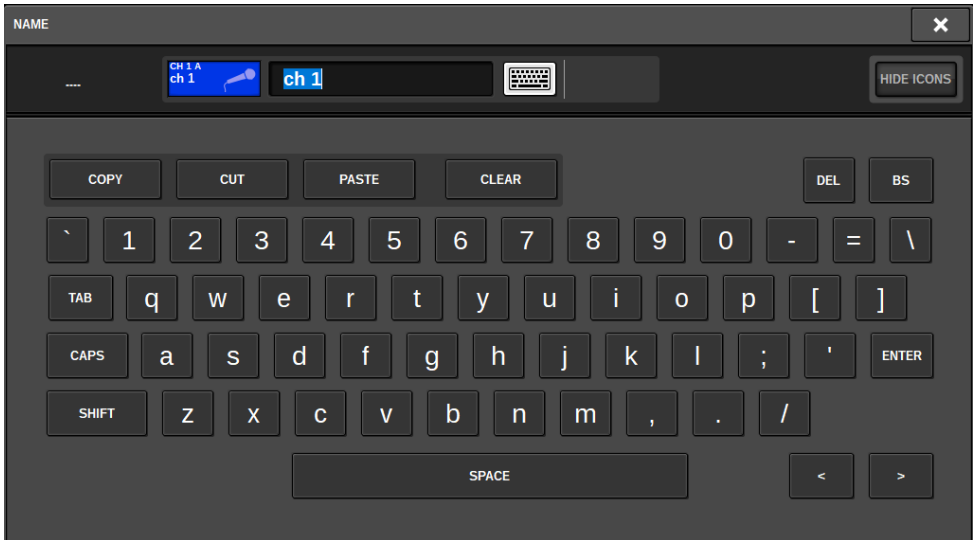 NAME ×
---- CH 1 A
ch 1 ch 1 HIDE ICONS
COPY CUT PASTE CLEAR DEL BS
` 1 2 3 4 5 6 7 8 9 0 - = \
TAB q w e r t y u i o p [ ]
CAPS a s d f g h j k l ; ' ENTER
SHIFT z x c v b n m , . /
SPACE < >